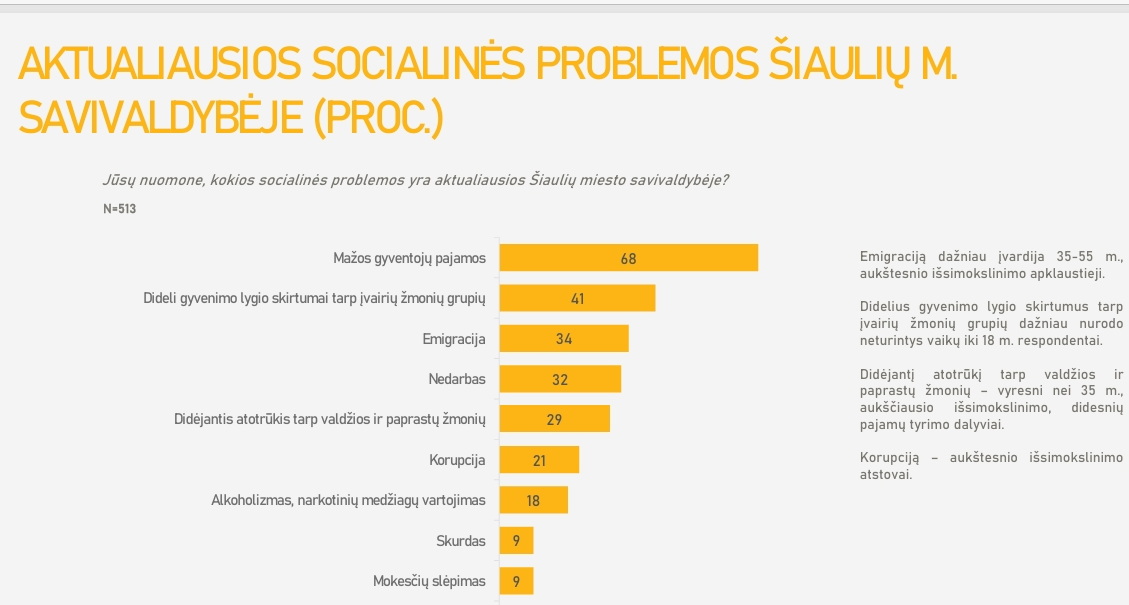 AKTUALIAUSIOS SOCIALINĖS PROBLEMOS ŠIAULIŲ M.
SAVIVALDYBĖJE (PROC.)
Jūsų nuomone, kokios socialinės problemos yra aktualiausios Šiaulių miesto savivaldybėje?
N=513
Mažos gyventojų pajamos 68
Dideli gyvenimo lygio skirtumai tarp įvairių žmonių grupių 41
Emigracija 34
Nedarbas 32
Didėjantis atotrūkis tarp valdžios ir paprastų žmonių 29
Korupcija 21
Alkoholizmas, narkotinių medžiagų vartojimas 18
Skurdas 9
Mokesčių slėpimas 9
Emigraciją dažniau įvardija 35-55 m.,
aukštesnio išsimokslinimo apklaustieji.
Didelius gyvenimo lygio skirtumus tarp
įvairių žmonių grupių dažniau nurodo
neturintys vaikų iki 18 m. respondentai.
Didėjantį atotrūkį tarp valdžios ir
paprastų žmonių – vyresni nei 35 m.,
aukščiausio išsimokslinimo, didesnių
pajamų tyrimo dalyviai.
Korupciją – aukštesnio išsimokslinimo
atstovai.